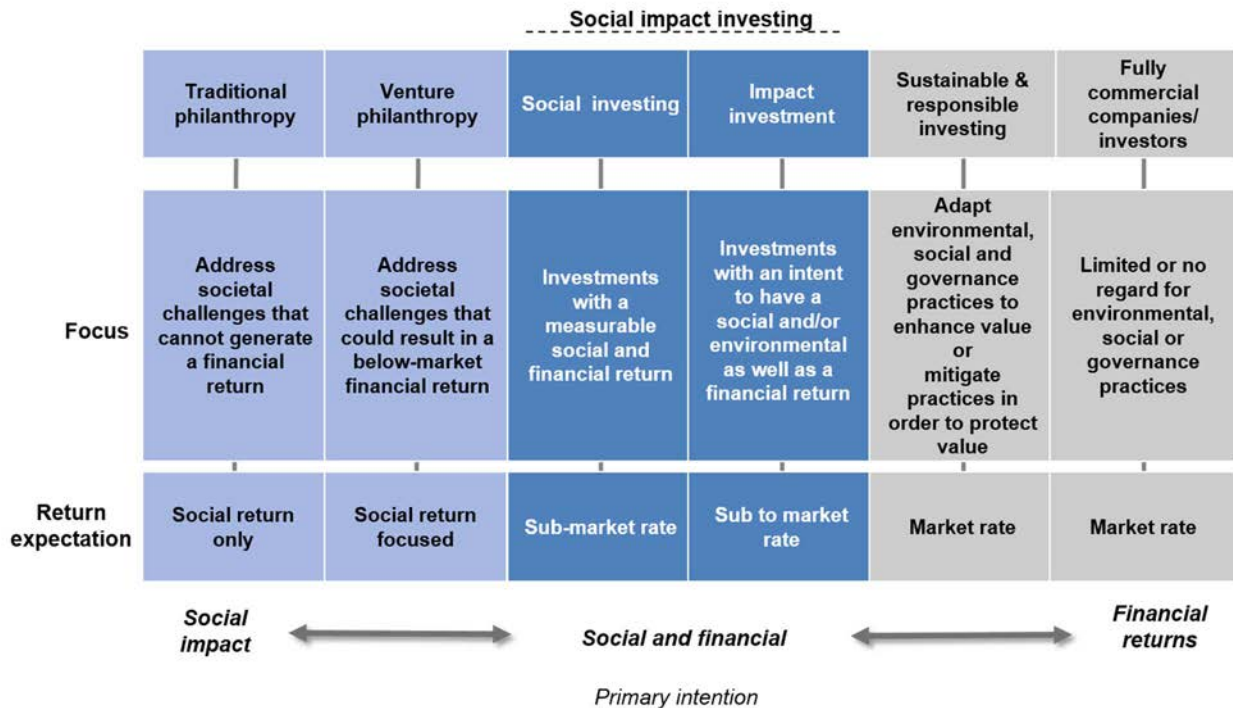 Social impact investing
Traditional
philanthropy
Venture
philanthropy
Social investing
Impact
investment
Sustainable &
responsible
investing
Fully
commercial
companies/
investors
Focus
Address
societal
challenges that
cannot generate
a financial
return
Address
societal
challenges that
could result in a
below-market
financial return
Investments
with a
measurable
social and
financial return
Investments
with an intent
to have a
social and/or
environmental
as well as a
financial return
Adapt
environmental,
social and
governance
practices to
enhance value
or
mitigate
practices in
order to protect
value
Limited or no
regard for
environmental,
social or
governance
practices
Return
expectation
Social return
only
Social return
focused
Sub-market rate
Sub to market
rate
Market rate
Market rate
Social
impact
Social and financial
Financial
returns
Primary intention